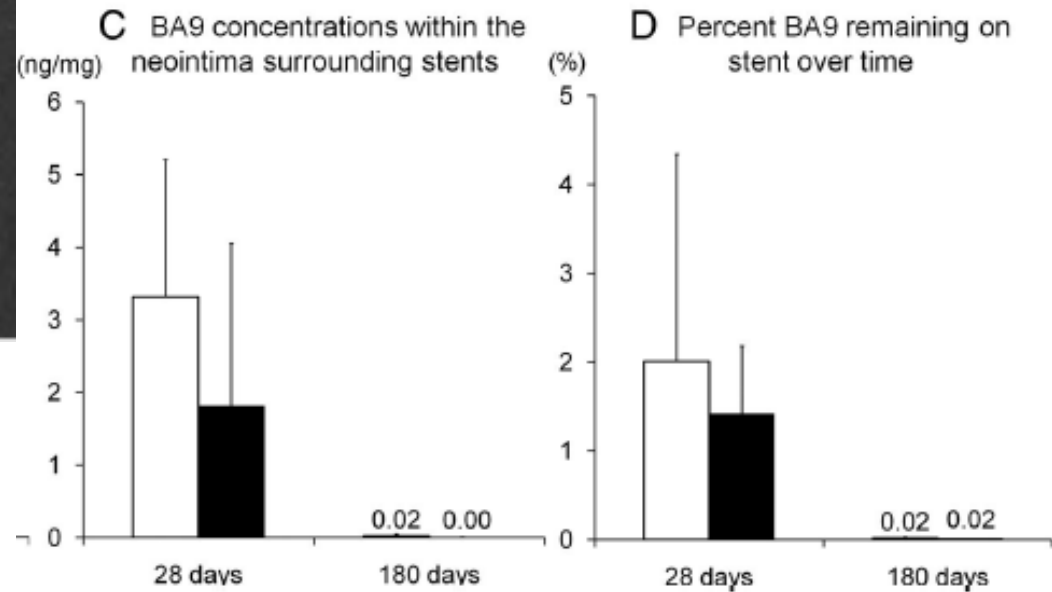 C BA9 concentrations within the
neointima surrounding stents
(ng/mg)
6
5
4
3
2
1
0
0.02 0.00
28 days 180 days
D Percent BA9 remaining on
stent over time
(%)
5
4
3
2
1
0
0.02 0.02
28 days 180 days